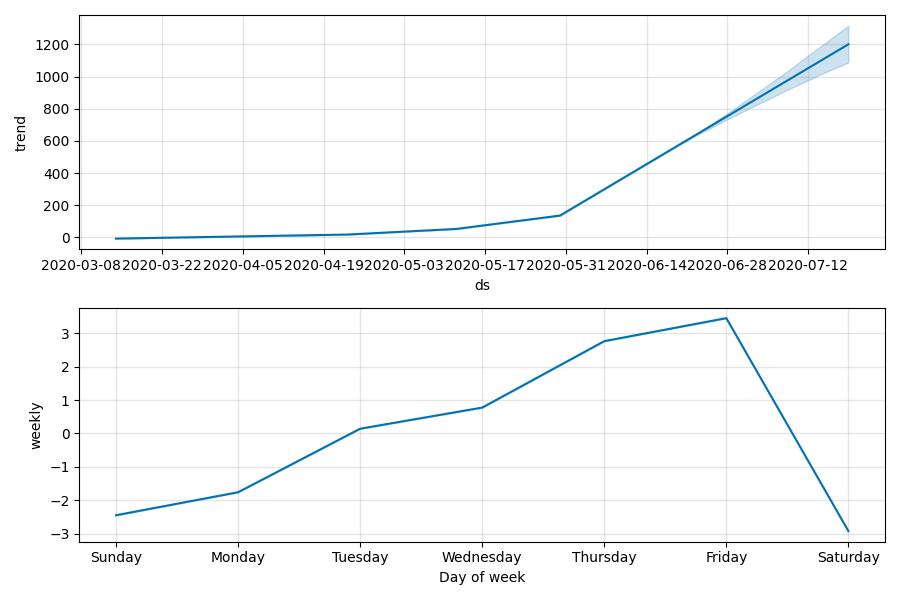 1200
1000
800
600
400
200
0
trend
2020-03-08 2020-03-22 2020-04-05 2020-04-19 2020-05-03 2020-05-17 2020-05-31 2020-06-14 2020-06-28 2020-07-12
ds
3
2
1
0
−1
−2
−3
weekly
Sunday Monday Tuesday Wednesday Thursday Friday Saturday
Day of week